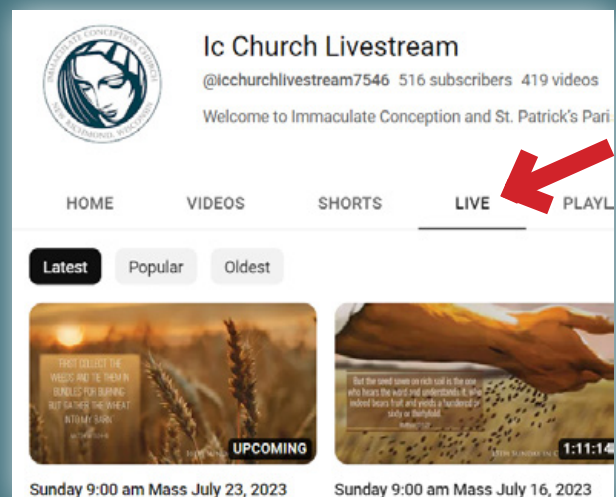 IMMACULATE CONCEPTION CHURCH
NEW RICHMOND, WISCONSIN
Ic Church Livestream
@icchurchlivestream7546 516 subscribers 419 videos
Welcome to Immaculate Conception and St. Patrick's Pari
HOME VIDEOS SHORTS LIVE PLAYL
Latest Popular Oldest
FIRST COLLECT THE
WEEDS AND TIE THEM IN
BUNDLES FOR BURNING
BUT GATHER THE WHEAT
INTO MY BARN
UPCOMING
But the seed sown on rich soil is the one
who hears the word and understands it, who
indeed bears fruit and yields a hundred or
sixty or thirtyfold.
1:11:14
Sunday 9:00 am Mass July 23, 2023
Sunday 9:00 am Mass July 16, 2023